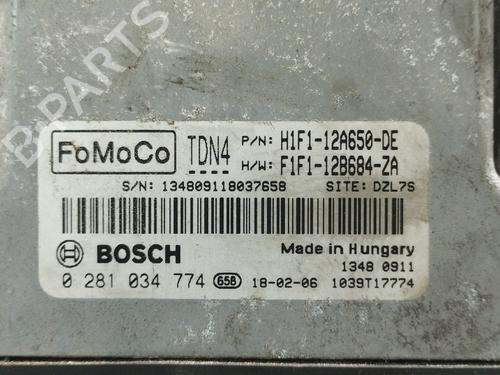 B-PARTS
FoMoCo TDN4 P/N: H1F1-12A650-DE
H/W: F1F1-12B684-ZA
S/N: 134809118037658 SITE: DZL7S
BOSCH Made in Hungary
1348 0911
0 281 034 774 658 18-02-06 1039T17774